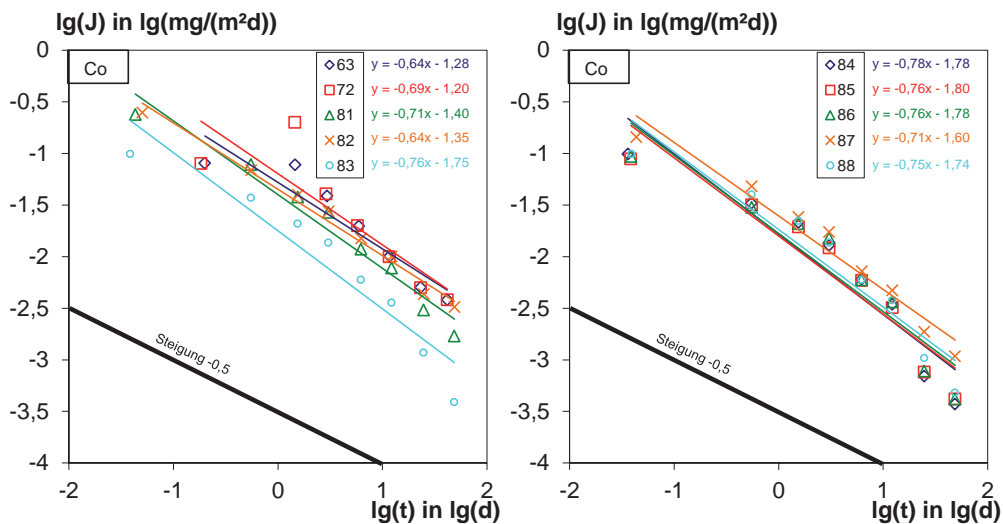 lg(J) in lg(mg/(m²d))
0
-0,5
-1
-1,5
-2
-2,5
-3
-3,5
-4
-2
-1
0
1
2
lg(t) in lg(d)
Co
63 y = -0,64x - 1,28
72 y = -0,69x - 1,20
81 y = -0,71x - 1,40
82 y = -0,64x - 1,35
83 y = -0,76x - 1,75
Steigung -0,5
lg(J) in lg(mg/(m²d))
0
-0,5
-1
-1,5
-2
-2,5
-3
-3,5
-4
-2
-1
0
1
2
lg(t) in lg(d)
Co
84 y = -0,78x - 1,78
85 y = -0,76x - 1,80
86 y = -0,76x - 1,78
87 y = -0,71x - 1,60
88 y = -0,75x - 1,74
Steigung -0,5